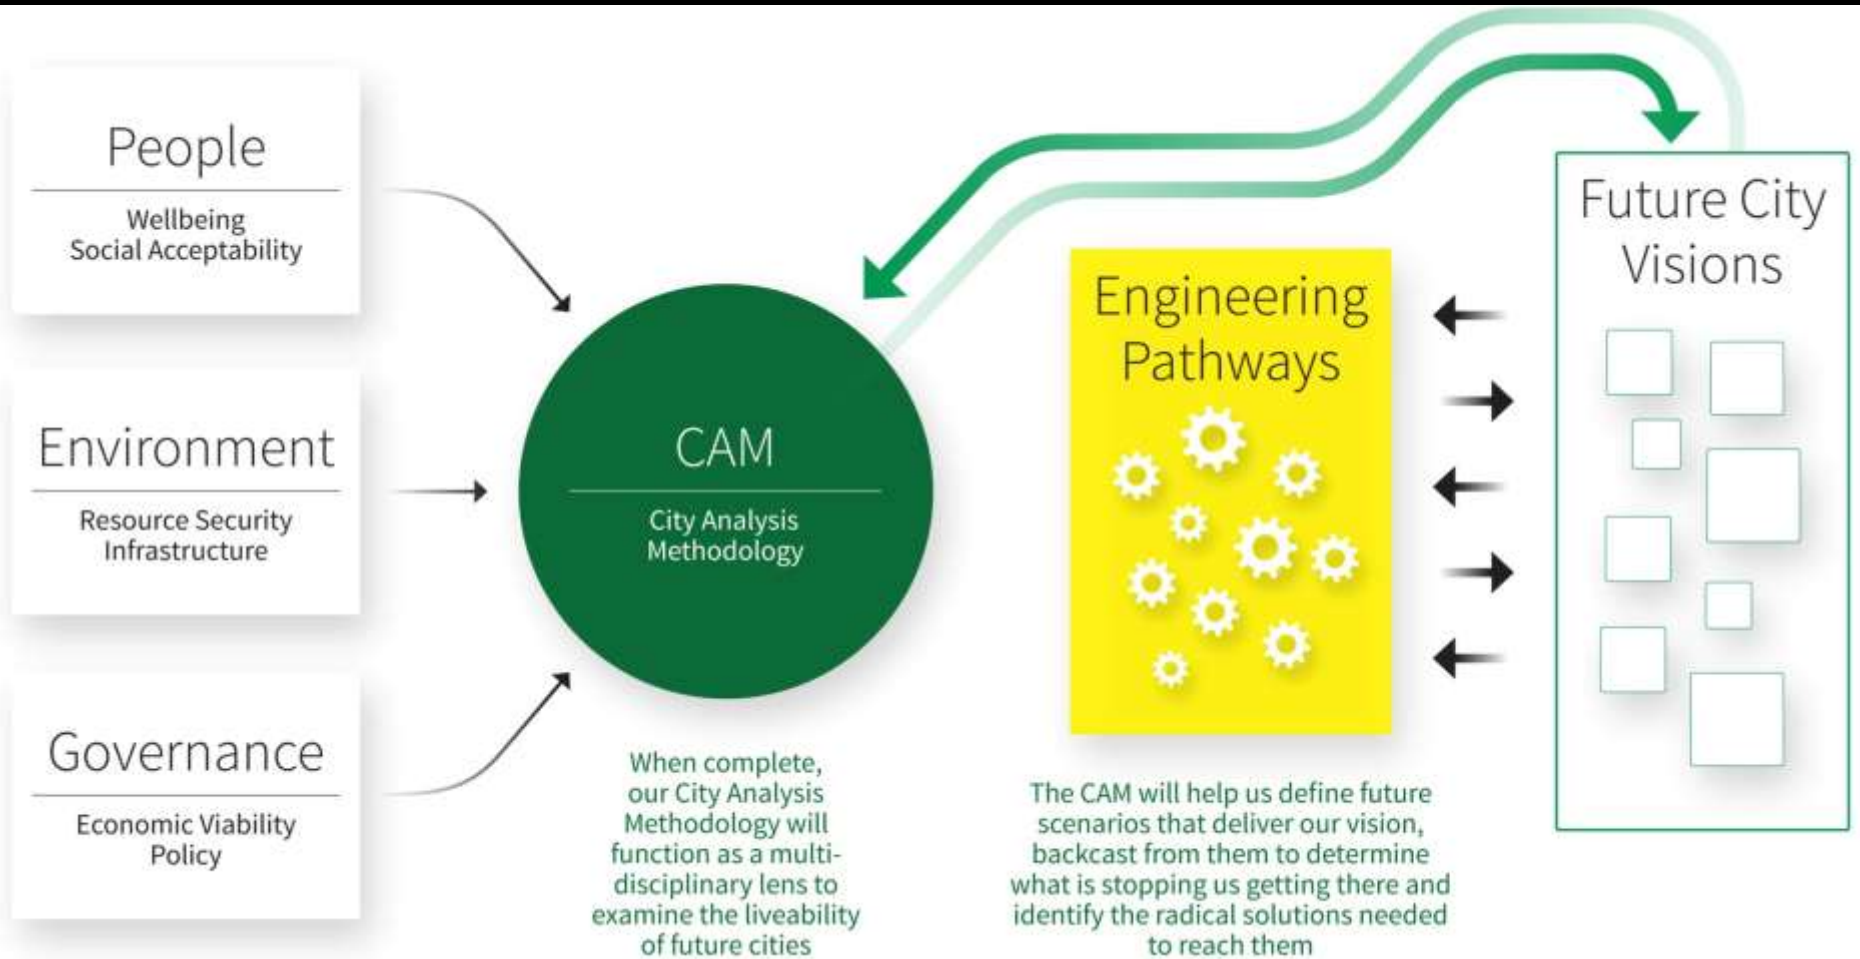 People
Wellbeing
Social Acceptability
Environment
Resource Security
Infrastructure
Governance
Economic Viability
Policy
CAM
City Analysis
Methodology
When complete,
our City Analysis
Methodology will
function as a multi-
disciplinary lens to
examine the liveability
of future cities
Engineering
Pathways
The CAM will help us define future
scenarios that deliver our vision,
backcast from them to determine
what is stopping us getting there and
identify the radical solutions needed
to reach them
Future City
Visions